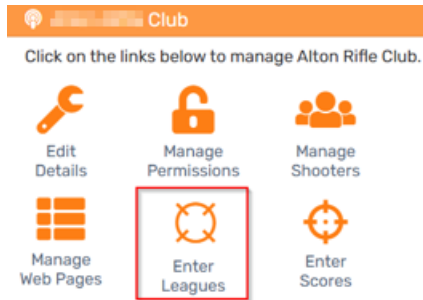 Club
Click on the links below to manage Alton Rifle Club.
Edit
Details
Manage
Permissions
Manage
Shooters
Manage
Web Pages
Enter
Leagues
Enter
Scores